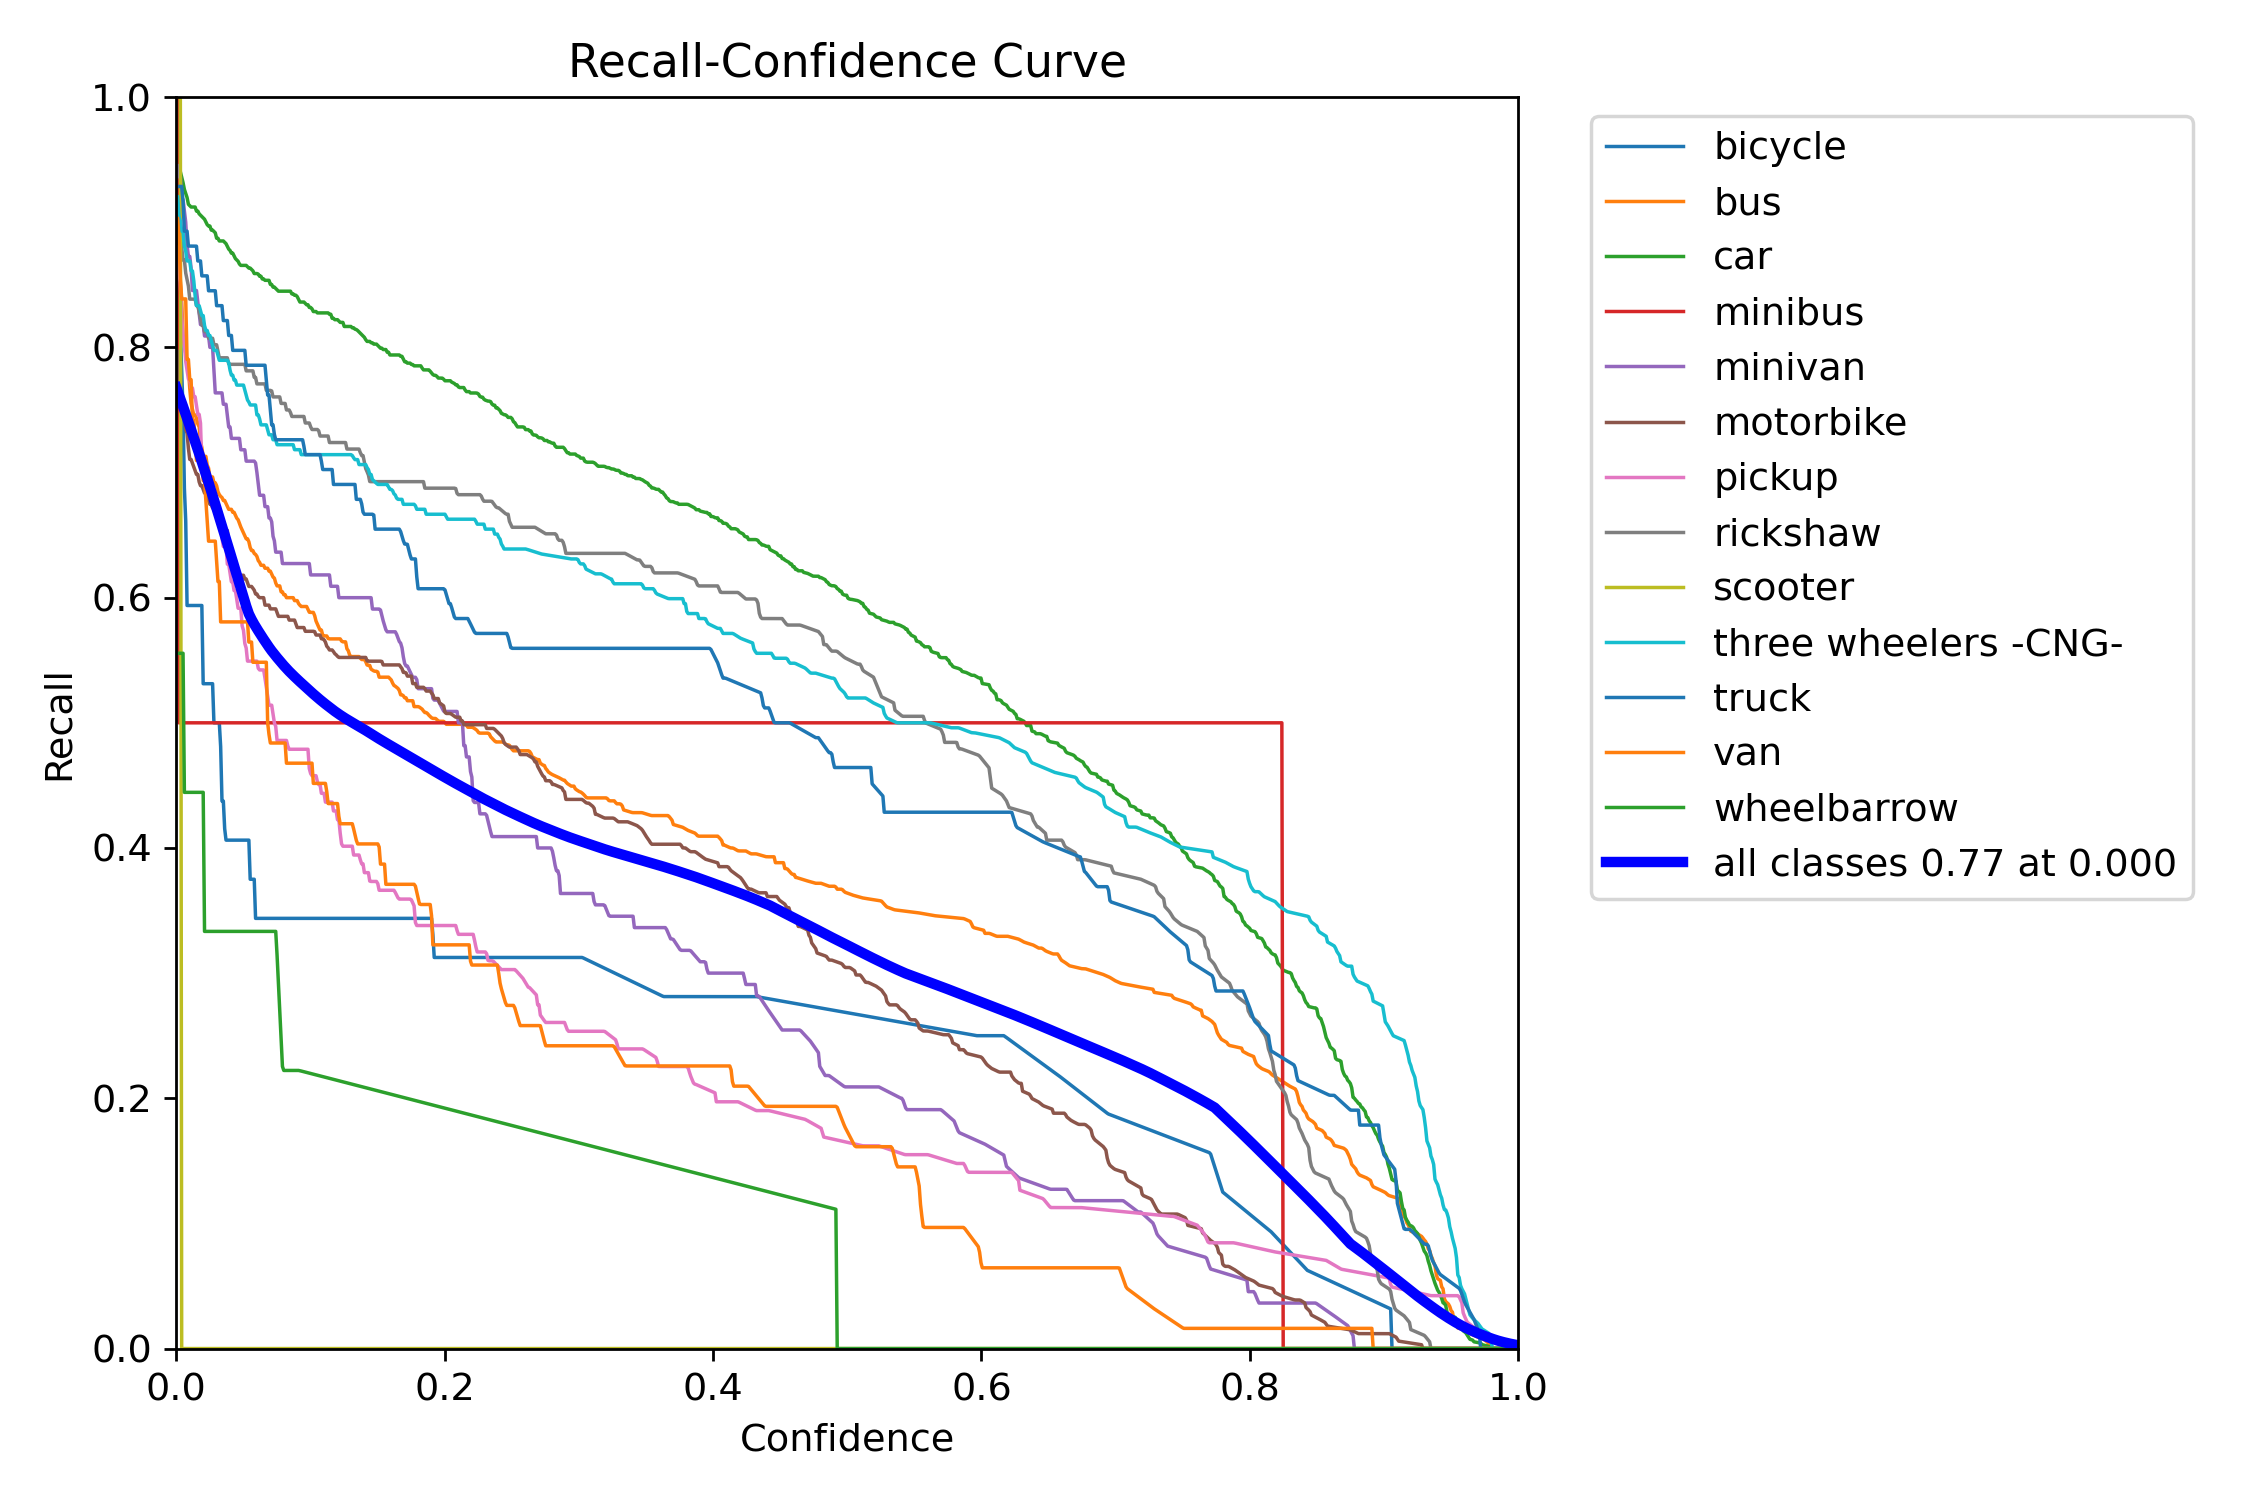 Recall-Confidence Curve
1.0
0.8
0.6
0.4
0.2
0.0
Recall
0.0 0.2 0.4 0.6 0.8 1.0
Confidence
bicycle
bus
car
minibus
minivan
motorbike
pickup
rickshaw
scooter
three wheelers -CNG-
truck
van
wheelbarrow
all classes 0.77 at 0.000